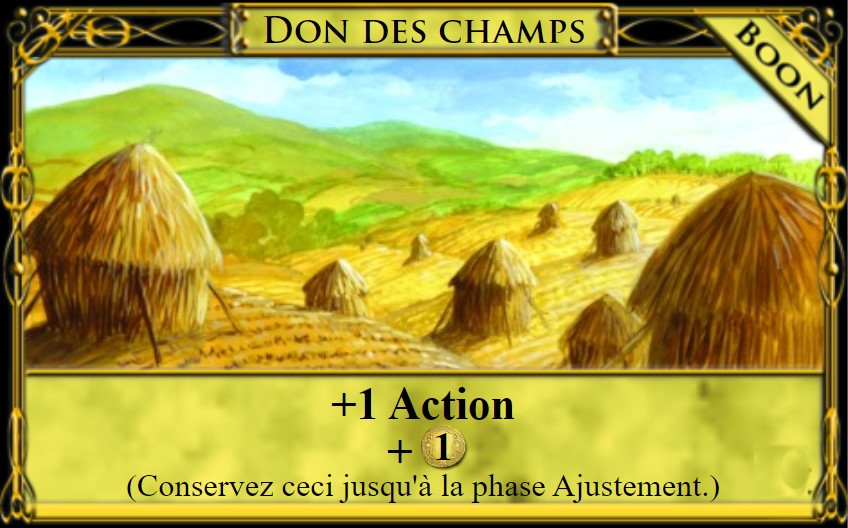 Don des champs
Boon
+1 Action
+ 1
(Conservez ceci jusqu'à la phase Ajustement.)